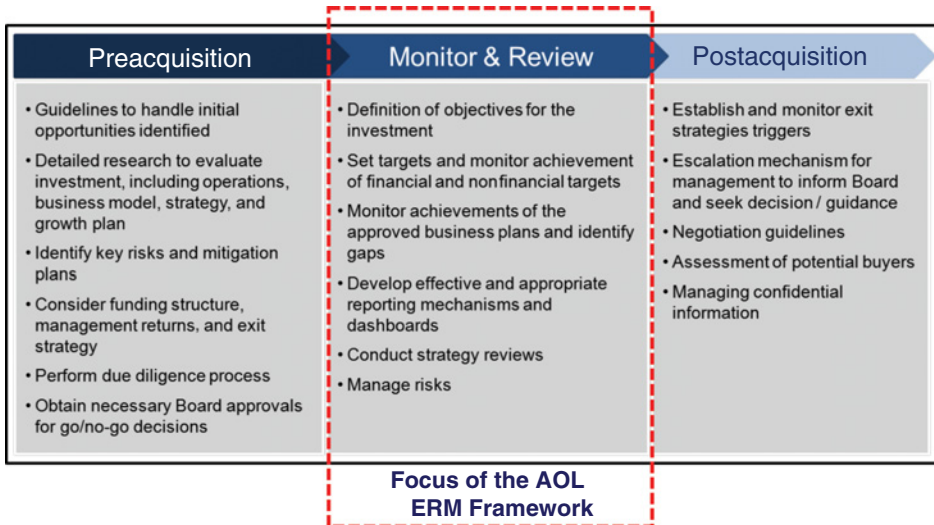 Preacquisition
• Guidelines to handle initial
opportunities identified
• Detailed research to evaluate
investment, including operations,
business model, strategy, and
growth plan
• Identify key risks and mitigation
plans
• Consider funding structure,
management returns, and exit
strategy
• Perform due diligence process
• Obtain necessary Board approvals
for go/no-go decisions
Monitor & Review
• Definition of objectives for the
investment
• Set targets and monitor achievement
of financial and nonfinancial targets
• Monitor achievements of the
approved business plans and identify
gaps
• Develop effective and appropriate
reporting mechanisms and
dashboards
• Conduct strategy reviews
• Manage risks
Postacquisition
• Establish and monitor exit
strategies triggers
• Escalation mechanism for
management to inform Board
and seek decision / guidance
• Negotiation guidelines
• Assessment of potential buyers
• Managing confidential
information
Focus of the AOL
ERM Framework